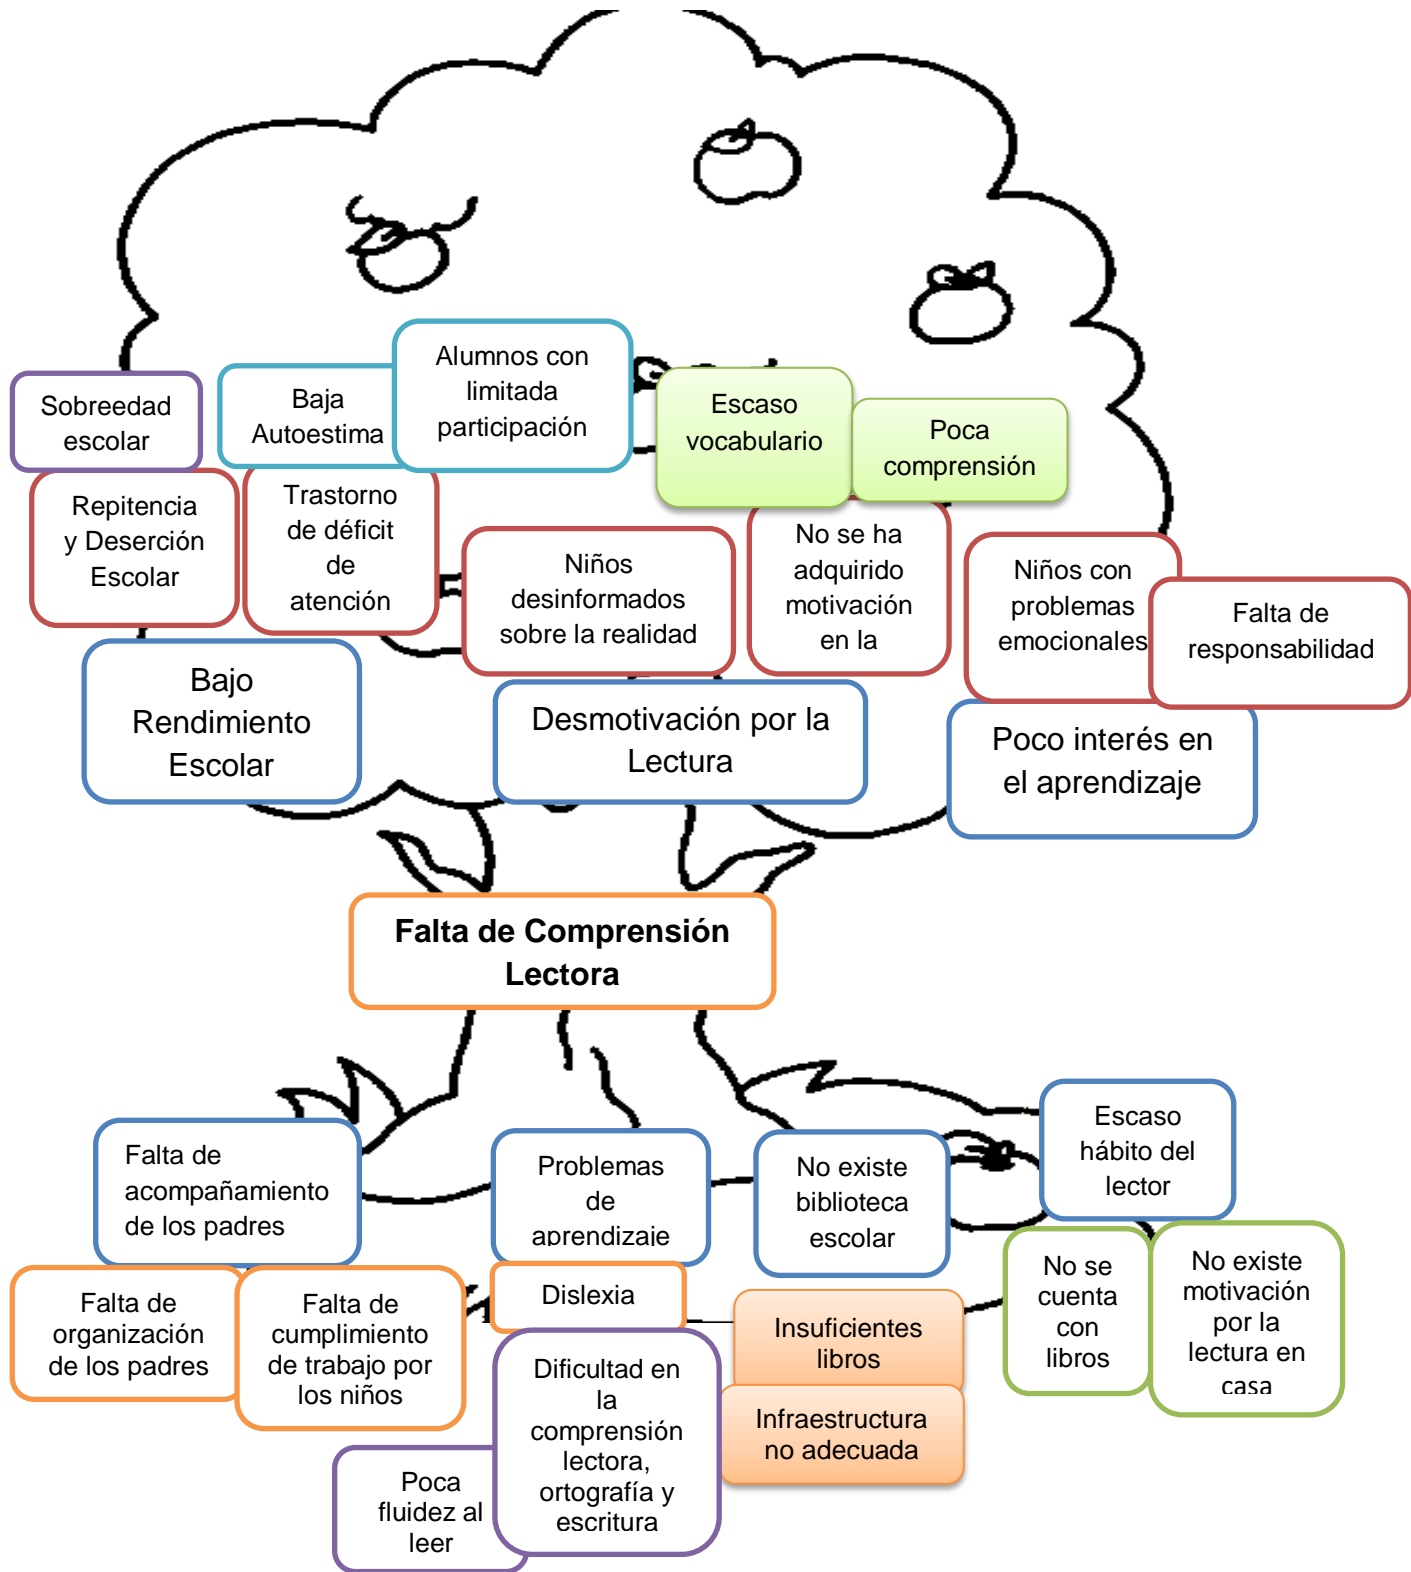 Alumnos con
limitada
participación
Sobreedad
escolar
Baja
Autoestima
Escaso
vocabulario
Poca
comprensión
Repitencia
y Deserción
Escolar
Trastorno
de déficit
de
atención
Niños
desinformados
sobre la realidad
No se ha
adquirido
motivación
en la
Niños con
problemas
emocionales
Falta de
responsabilidad
Bajo
Rendimiento
Escolar
Desmotivación por la
Lectura
Poco interés en
el aprendizaje
Falta de Comprensión
Lectora
Falta de
acompañamiento
de los padres
Problemas
de
aprendizaje
No existe
biblioteca
escolar
Escaso
hábito del
lector
Falta de
organización
de los padres
Falta de
cumplimiento
de trabajo por
los niños
Dislexia
Insuficientes
libros
No se
cuenta
con
libros
No existe
motivación
por la
lectura en
casa
Dificultad en
la
comprensión
lectora,
ortografía y
escritura
Infraestructura
no adecuada
Poca
fluidez al
leer